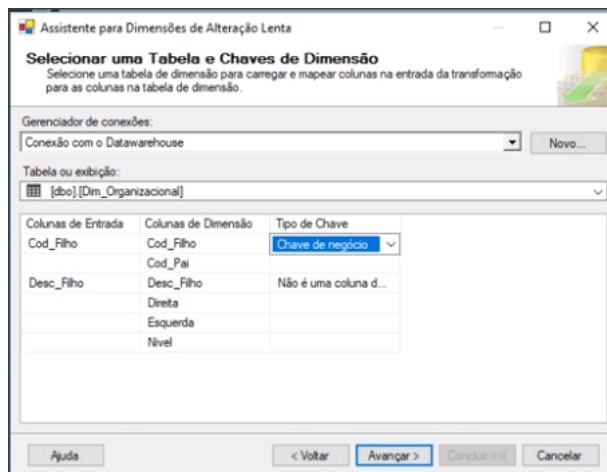 Assistente para Dimensões de Alteração Lenta
Selecionar uma Tabela e Chaves de Dimensão
Selecione uma tabela de dimensão para carregar e mapear colunas na entrada da transformação
para as colunas na tabela de dimensão.
Gerenciador de conexões:
Conexão com o Datawarehouse
Novo...
Tabela ou exibição:
[dbo].[Dim_Organizacional]
Colunas de Entrada Colunas de Dimensão Tipo de Chave
Cod_Filho Cod_Filho Chave de negócio
Cod_Pai
Desc_Filho Desc_Filho Não é uma coluna d...
Direita
Esquerda
Nivel
Ajuda < Voltar Avançar > Concluir >>| Cancelar